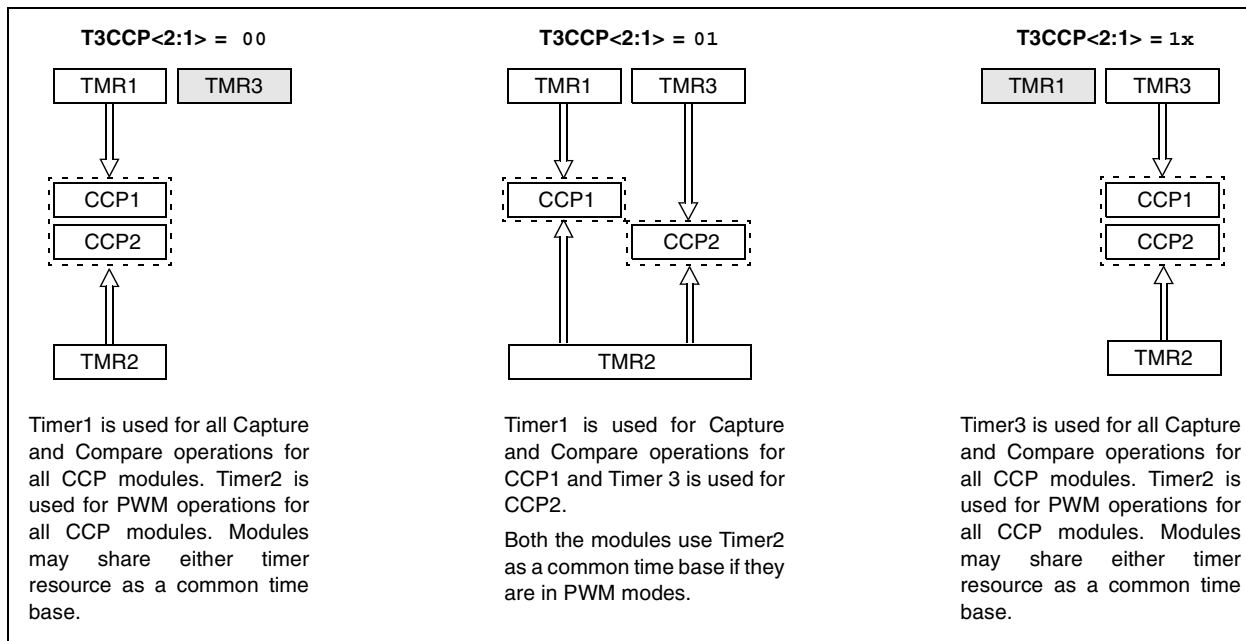 T3CCP<2:1> = 00
TMR1 TMR3
CCP1
CCP2
TMR2
Timer1 is used for all Capture
and Compare operations for
all CCP modules. Timer2 is
used for PWM operations for
all CCP modules. Modules
may share either timer
resource as a common time
base.
T3CCP<2:1> = 01
TMR1 TMR3
CCP1
CCP2
TMR2
Timer1 is used for Capture
and Compare operations for
CCP1 and Timer 3 is used for
CCP2.
Both the modules use Timer2
as a common time base if they
are in PWM modes.
T3CCP<2:1> = 1x
TMR1 TMR3
CCP1
CCP2
TMR2
Timer3 is used for all Capture
and Compare operations for
all CCP modules. Timer2 is
used for PWM operations for
all CCP modules. Modules
may share either timer
resource as a common time
base.